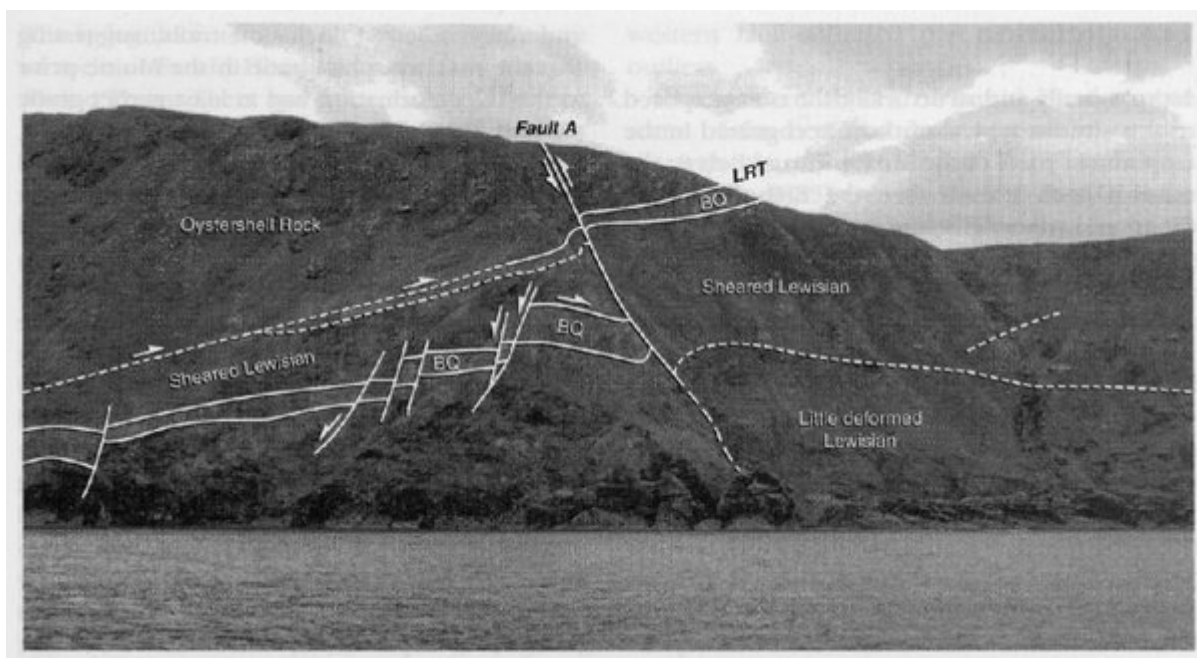 Fault A
LRT
BQ
Oystershell Rock
Sheared Lewisian
BQ
Sheared Lewisian
BQ
Little deformed
Lewisian